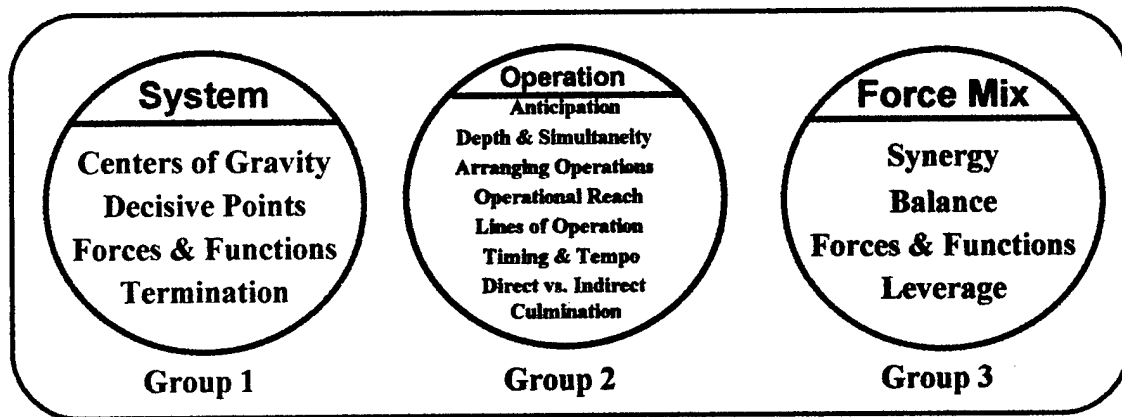 System
Centers of Gravity
Decisive Points
Forces & Functions
Termination
Group 1
Operation
Anticipation
Depth & Simultaneity
Arranging Operations
Operational Reach
Lines of Operation
Timing & Tempo
Direct vs. Indirect
Culmination
Group 2
Force Mix
Synergy
Balance
Forces & Functions
Leverage
Group 3